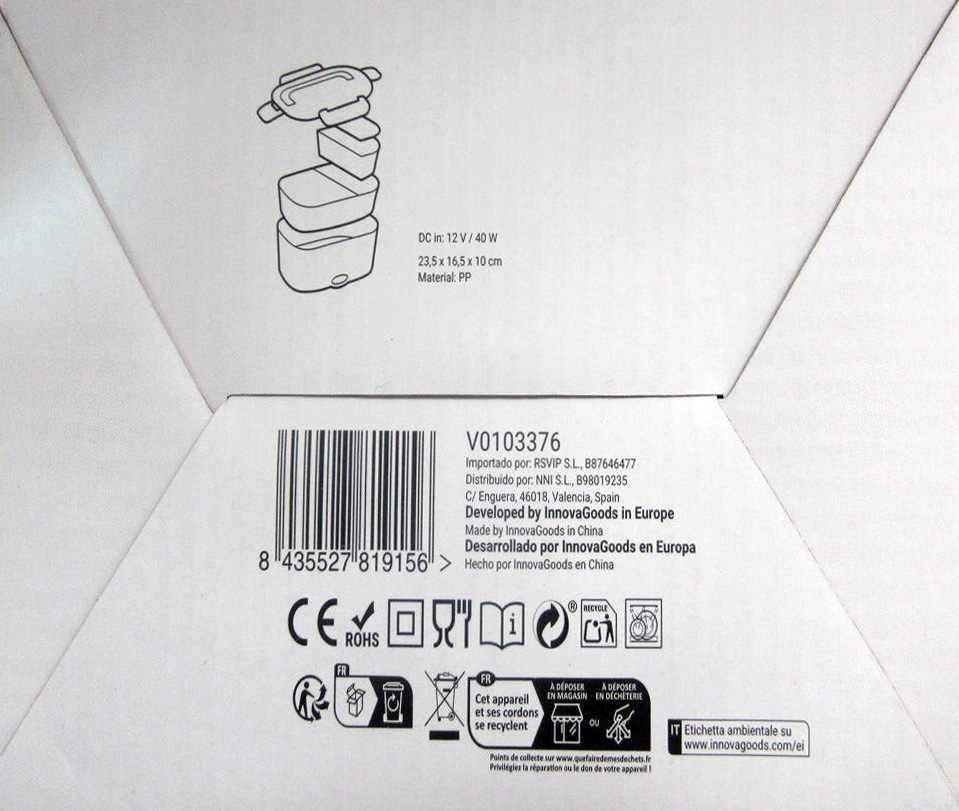 DC in: 12 V / 40 W
23,5 x 16,5 x 10 cm
Material: PP
V0103376
Importado por: RSVIP S.L., B87646477
Distribuido por: NNI S.L., B98019235
C/ Enguera, 46018, Valencia, Spain
Developed by InnovaGoods in Europe
Made by InnovaGoods in China
Desarrollado por InnovaGoods en Europa
Hecho por InnovaGoods en China
8 435527 819156 >
CE
ROHS
i
®
RECYCLE
FR
FR
Cet appareil
et ses cordons
se recyclent
À DÉPOSER
EN MAGASIN
OU
À DÉPOSER
EN DÉCHÈTERIE
Points de collecte sur www.quefairedemesdechets.fr
Privilégiez la réparation ou le don de votre appareil !
IT Etichetta ambientale su
www.innovagoods.com/ei